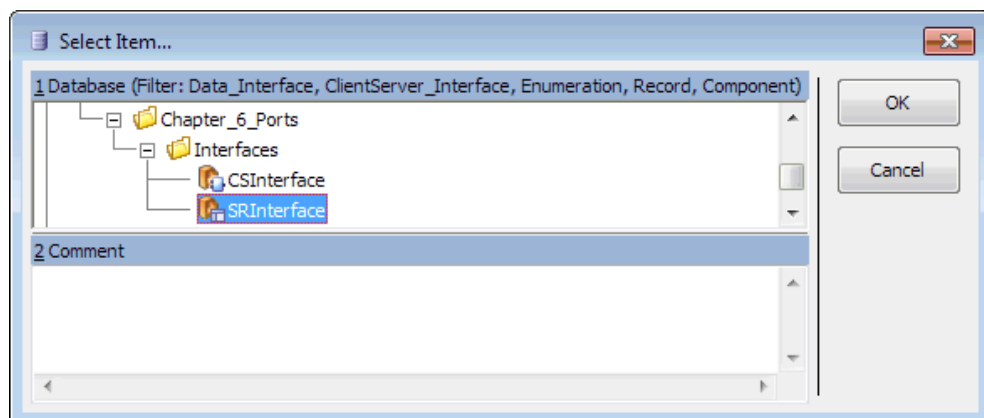 Select Item...
1 Database (Filter: Data_Interface, ClientServer_Interface, Enumeration, Record, Component)
Chapter_6_Ports
Interfaces
CSInterface
SRInterface
2 Comment
OK
Cancel